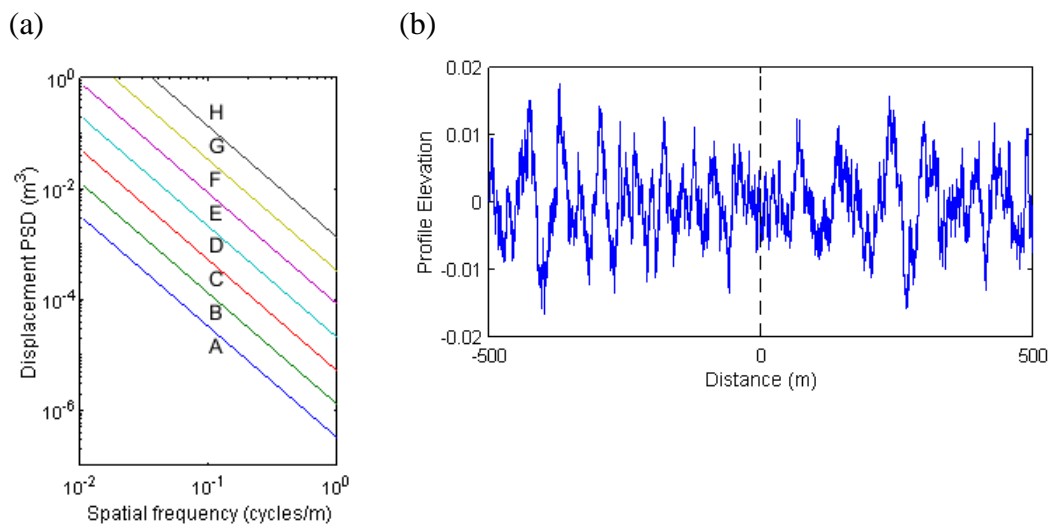 (a)
10^0
10^-2
10^-4
10^-6
Displacement PSD (m^3)
H
G
F
E
D
C
B
A
10^-2
10^-1
10^0
Spatial frequency (cycles/m)
(b)
0.02
0.01
0
-0.01
-0.02
Profile Elevation
-500
0
500
Distance (m)